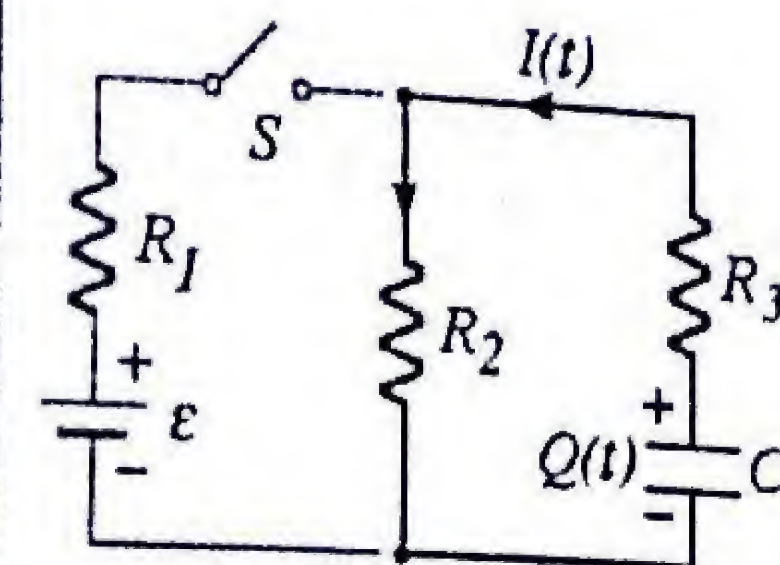 I(t)
S
R1
R2
R3
+
ε
-
+
Q(t)
C
-